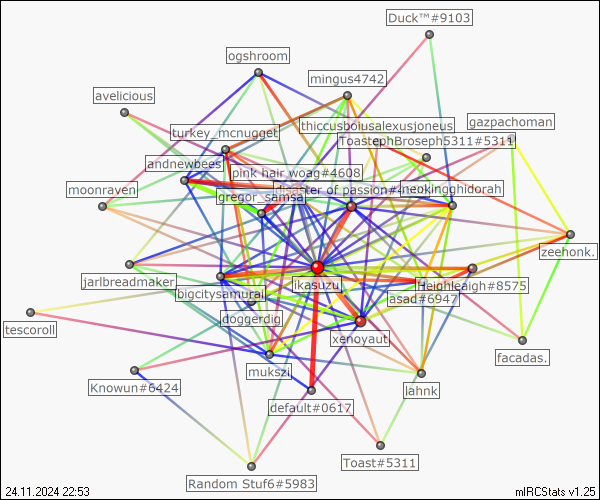 Duck™#9103
ogshroom
mingus4742
avelicious
gazpachoman
thiccusboiusalexusjoneus
turkey_mcnugget
ToastephBroseph5311#5311
andnewbees
pink hair woag#4608
moonraven
disaster of passion#
neokingghidorah
gregor_samsa
zeehonk.
jarlbreadmaker
ikasuzu
Heighleaigh#8575
bigcitysamurai
asad#6947
doggerdig
tescoroll
xenoyaut
facadas.
mukszi
Knowun#6424
lahnk
default#0617
Toast#5311
Random Stuf6#5983
24.11.2024 22:53
mIRCStats v1.25